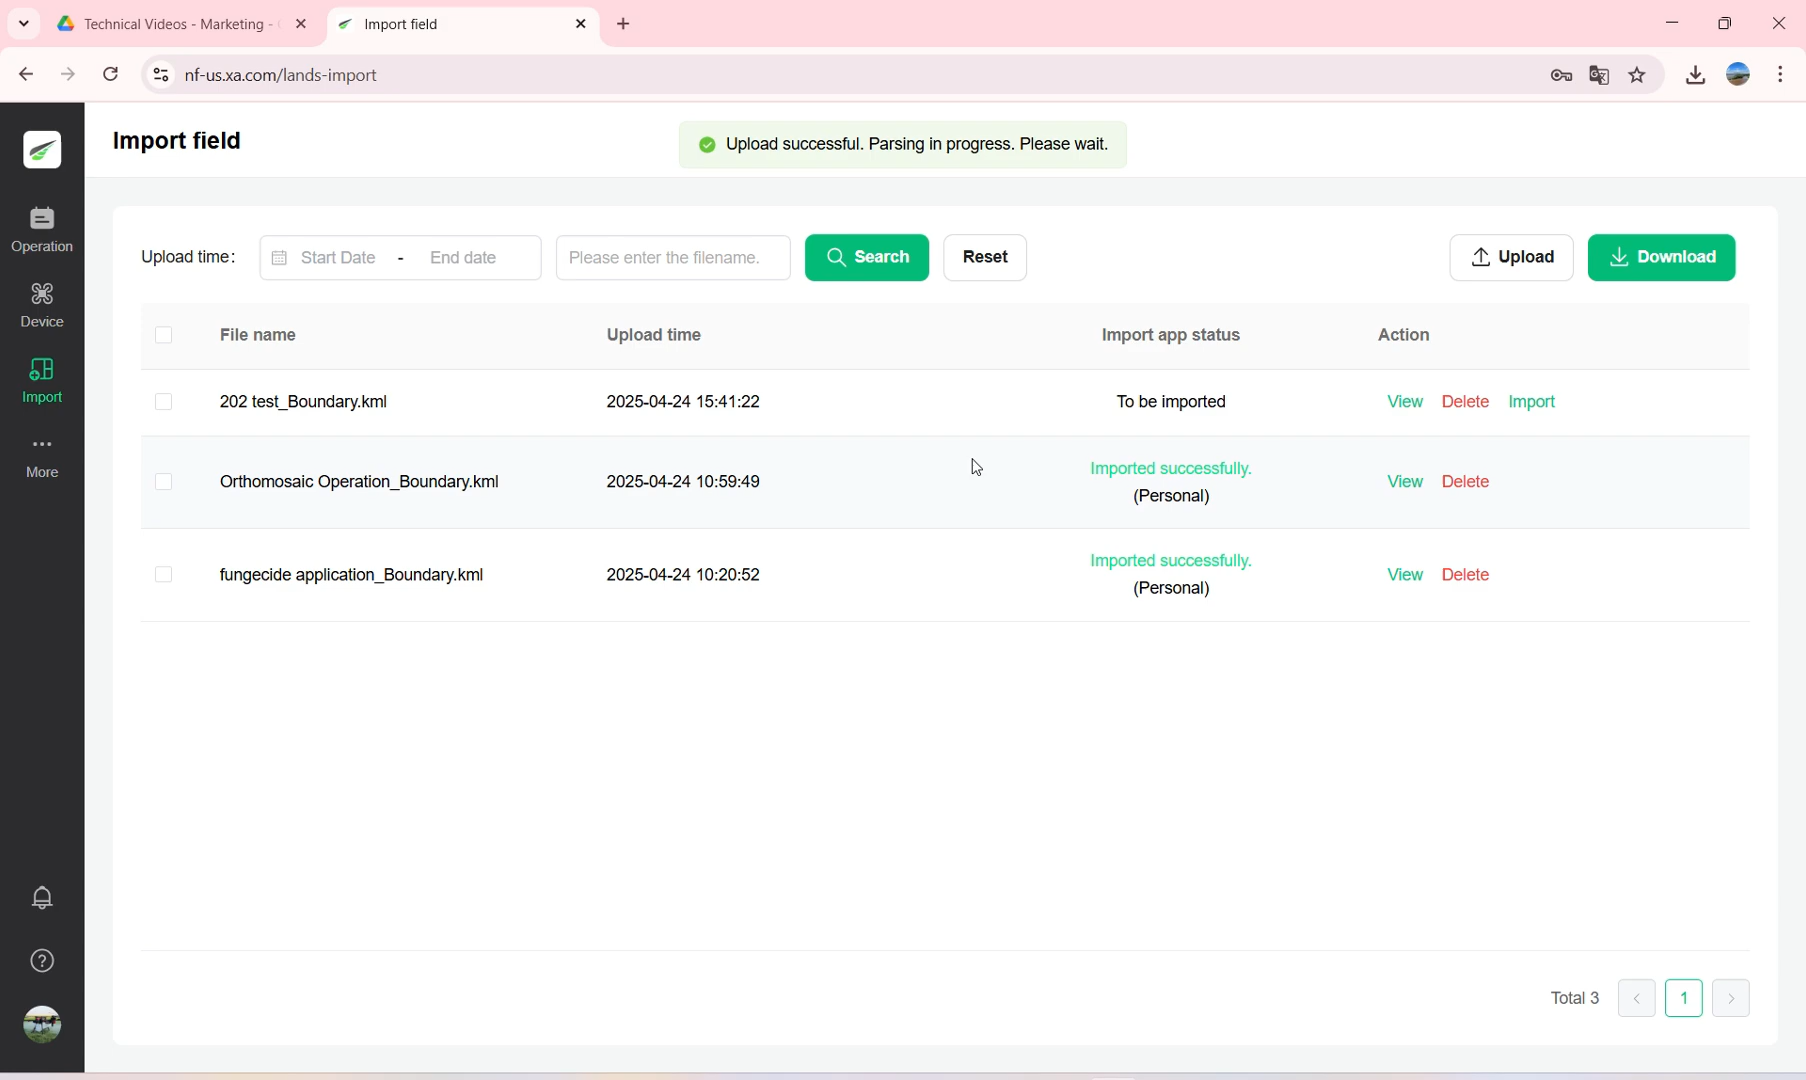 Technical Videos - Marketing -
Import field
nf-us.xa.com/lands-import
Import field
Upload successful. Parsing in progress. Please wait.
Operation
Device
Import
More
Upload time:
Start Date - End date
Please enter the filename.
Search
Reset
Upload
Download
File name Upload time Import app status Action
202 test_Boundary.kml 2025-04-24 15:41:22 To be imported View Delete Import
Orthomosaic Operation_Boundary.kml 2025-04-24 10:59:49 Imported successfully. (Personal) View Delete
fungecide application_Boundary.kml 2025-04-24 10:20:52 Imported successfully. (Personal) View Delete
Total 3 < 1 >